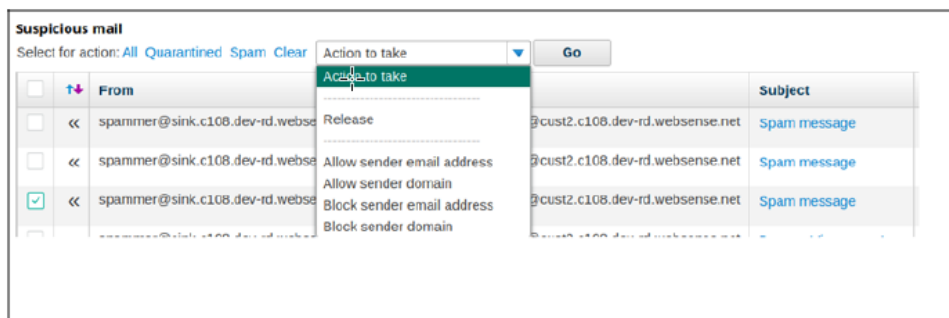 Suspicious mail
Select for action: All Quarantined Spam Clear Action to take Go
Action to take
From Subject
--------------------------------
Release
spammer@sink.c108.dev-rd.webse @cust2.c108.dev-rd.websense.net Spam message
--------------------------------
spammer@sink.c108.dev-rd.webse Allow sender email address @cust2.c108.dev-rd.websense.net Spam message
Allow sender domain
spammer@sink.c108.dev-rd.webse Block sender email address @cust2.c108.dev-rd.websense.net Spam message
Block sender domain